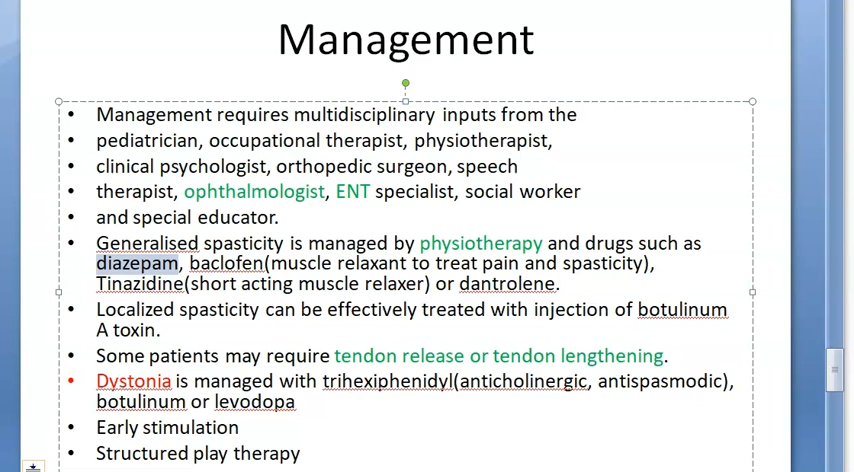 Management
• Management requires multidisciplinary inputs from the
• pediatrician, occupational therapist, physiotherapist,
• clinical psychologist, orthopedic surgeon, speech
• therapist, ophthalmologist, ENT specialist, social worker
• and special educator.
• Generalised spasticity is managed by physiotherapy and drugs such as
diazepam, baclofen(muscle relaxant to treat pain and spasticity),
Tinazidine(short acting muscle relaxer) or dantrolene.
• Localized spasticity can be effectively treated with injection of botulinum
A toxin.
• Some patients may require tendon release or tendon lengthening.
• Dystonia is managed with trihexiphenidyl(anticholinergic, antispasmodic),
botulinum or levodopa
• Early stimulation
• Structured play therapy